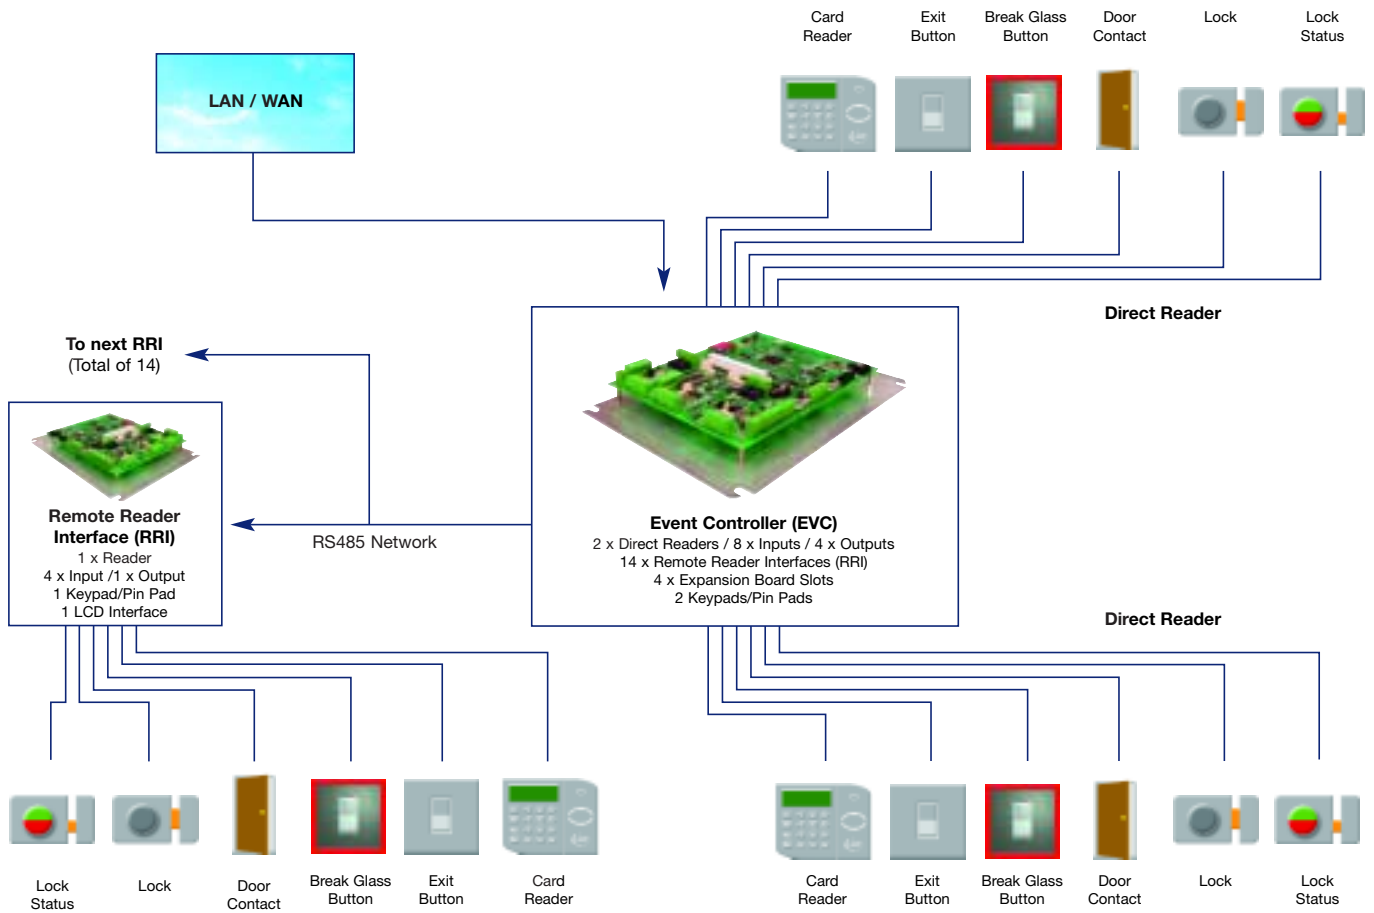 Card Reader
Exit Button
Break Glass Button
Door Contact
Lock
Lock Status
LAN / WAN
Direct Reader
To next RRI
(Total of 14)
Remote Reader
Interface (RRI)
1 x Reader
4 x Input /1 x Output
1 Keypad/Pin Pad
1 LCD Interface
RS485 Network
Event Controller (EVC)
2 x Direct Readers / 8 x Inputs / 4 x Outputs
14 x Remote Reader Interfaces (RRI)
4 x Expansion Board Slots
2 Keypads/Pin Pads
Direct Reader
Lock Status
Lock
Door Contact
Break Glass Button
Exit Button
Card Reader
Card Reader
Exit Button
Break Glass Button
Door Contact
Lock
Lock Status